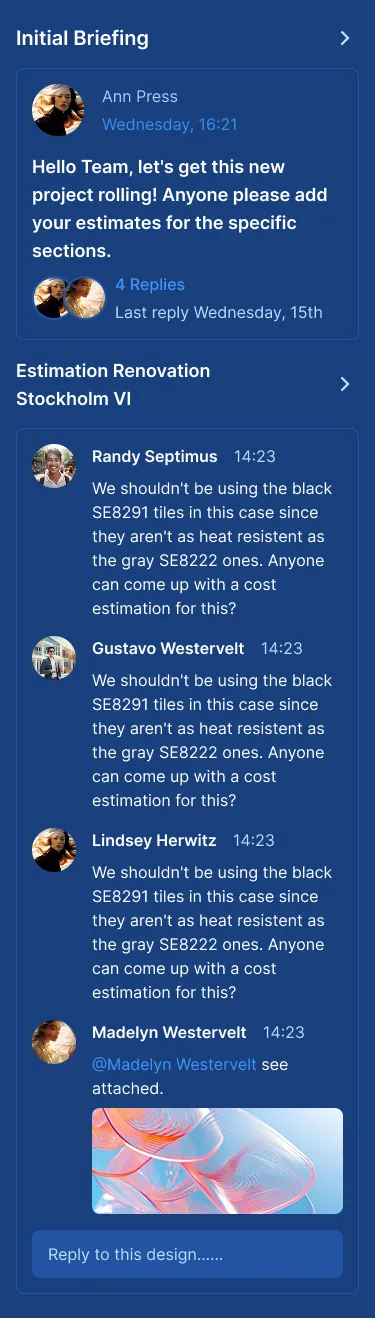 Initial Briefing
Ann Press
Wednesday, 16:21
Hello Team, let's get this new
project rolling! Anyone please add
your estimates for the specific
sections.
4 Replies
Last reply Wednesday, 15th
Estimation Renovation
Stockholm VI
Randy Septimus 14:23
We shouldn't be using the black
SE8291 tiles in this case since
they aren't as heat resistent as
the gray SE8222 ones. Anyone
can come up with a cost
estimation for this?
Gustavo Westervelt 14:23
We shouldn't be using the black
SE8291 tiles in this case since
they aren't as heat resistent as
the gray SE8222 ones. Anyone
can come up with a cost
estimation for this?
Lindsey Herwitz 14:23
We shouldn't be using the black
SE8291 tiles in this case since
they aren't as heat resistent as
the gray SE8222 ones. Anyone
can come up with a cost
estimation for this?
Madelyn Westervelt 14:23
@Madelyn Westervelt see
attached.
Reply to this design......